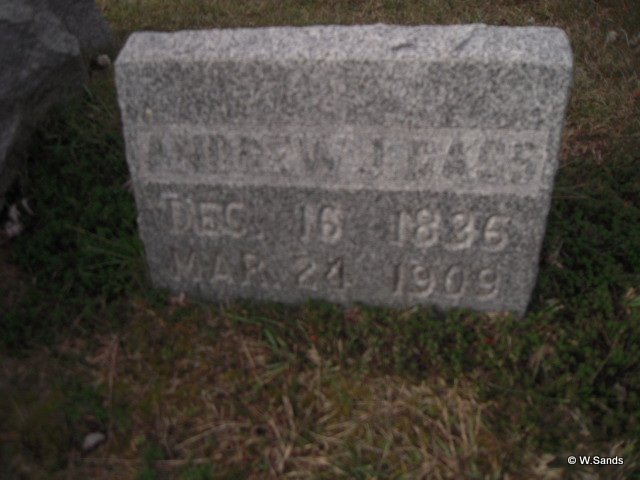 ANDREW J
DEC. 16 1836
MAR. 24 1909
© W.Sands